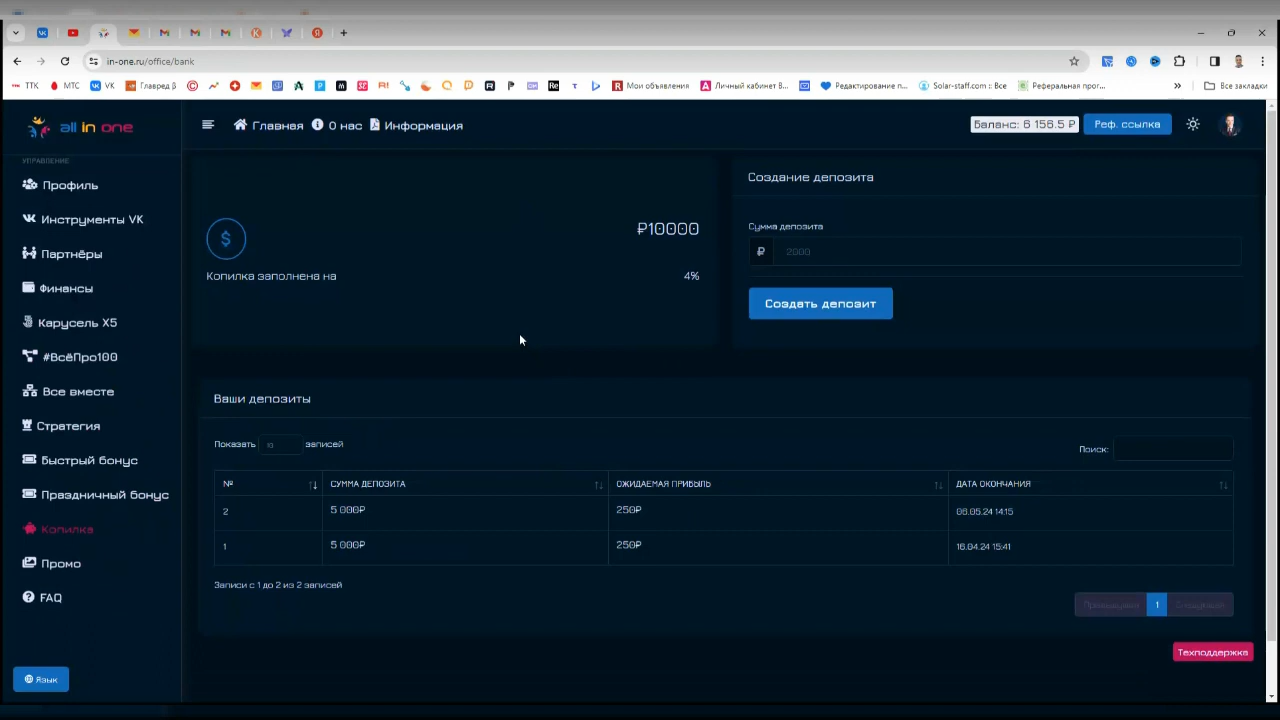 in-one.ru/office/bank
ТТК МТС VK Главред β Мои объявления Личный кабинет В... Редактирование п... Solar-staff.com :: Все Реферальная прог... Все закладки
all in one
Главная О нас Информация
Баланс: 6 156.5 ₽ Реф. ссылка
УПРАВЛЕНИЕ
Профиль
Инструменты VK
Партнёры
Финансы
Карусель X5
#ВсёПро100
Все вместе
Стратегия
Быстрый бонус
Праздничный бонус
Копилка
Промо
FAQ
Язык
₽10000
Копилка заполнена на 4%
Создание депозита
Сумма депозита
₽ 2000
Создать депозит
Ваши депозиты
Показать 10 записей
Поиск:
№ СУММА ДЕПОЗИТА ОЖИДАЕМАЯ ПРИБЫЛЬ ДАТА ОКОНЧАНИЯ
2 5 000₽ 250₽ 06.05.24 14:15
1 5 000₽ 250₽ 16.04.24 15:41
Записи с 1 до 2 из 2 записей
Предыдущая 1 Следующая
Техподдержка